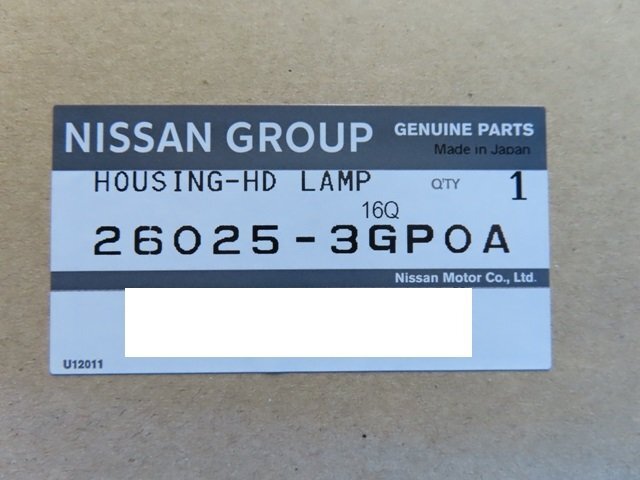 NISSAN GROUP GENUINE PARTS
Made in Japan
HOUSING-HD LAMP Q'TY 1
16Q
26025-3GP0A
Nissan Motor Co., Ltd.
U12011